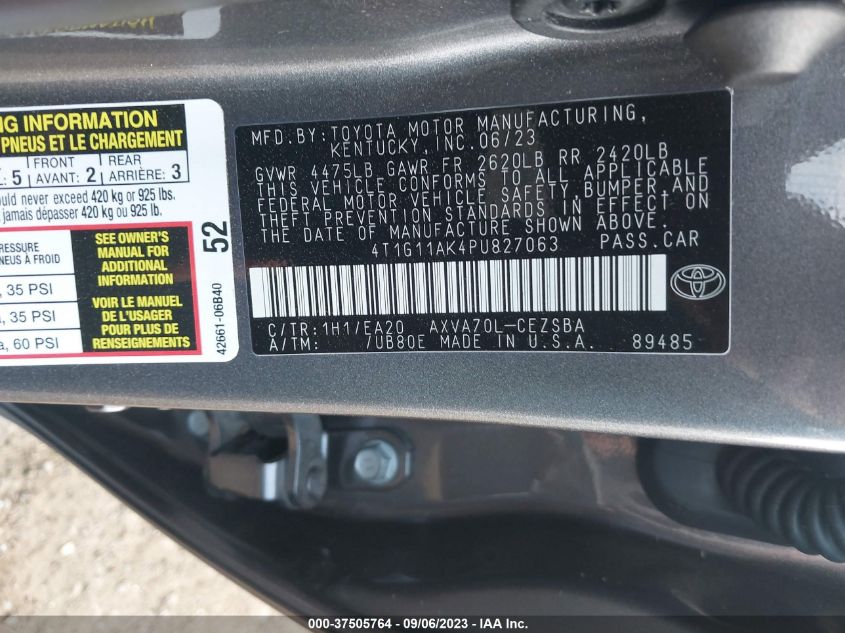 NG INFORMATION
PNEUS ET LE CHARGEMENT
5 FRONT AVANT: 2 REAR ARRIÈRE: 3
never exceed 420 kg or 925 lbs.
jamais dépasser 420 kg ou 925 lb.
PRESSURE
PNEUS À FROID
35 PSI
35 PSI
60 PSI
SEE OWNER'S
MANUAL FOR
ADDITIONAL
INFORMATION
VOIR LE MANUEL
DE L'USAGER
POUR PLUS DE
RENSEIGNEMENTS
52
42661-06B40
MFD.BY:TOYOTA MOTOR MANUFACTURING,
KENTUCKY, INC.06/23
GVWR 4475LB GAWR FR 2620LB RR 2420LB
THIS VEHICLE CONFORMS TO ALL APPLICABLE
FEDERAL MOTOR VEHICLE SAFETY,BUMPER,AND
THEFT PREVENTION STANDARDS IN EFFECT ON
THE DATE OF MANUFACTURE SHOWN ABOVE.
4T1G11AK4PU827063 PASS.CAR
C/TR:1H1/EA20 AXVA70L-CEZSBA
A/TM: 7UB80E MADE IN U.S.A. 89485
000-37505764 - 09/06/2023 - IAA Inc.